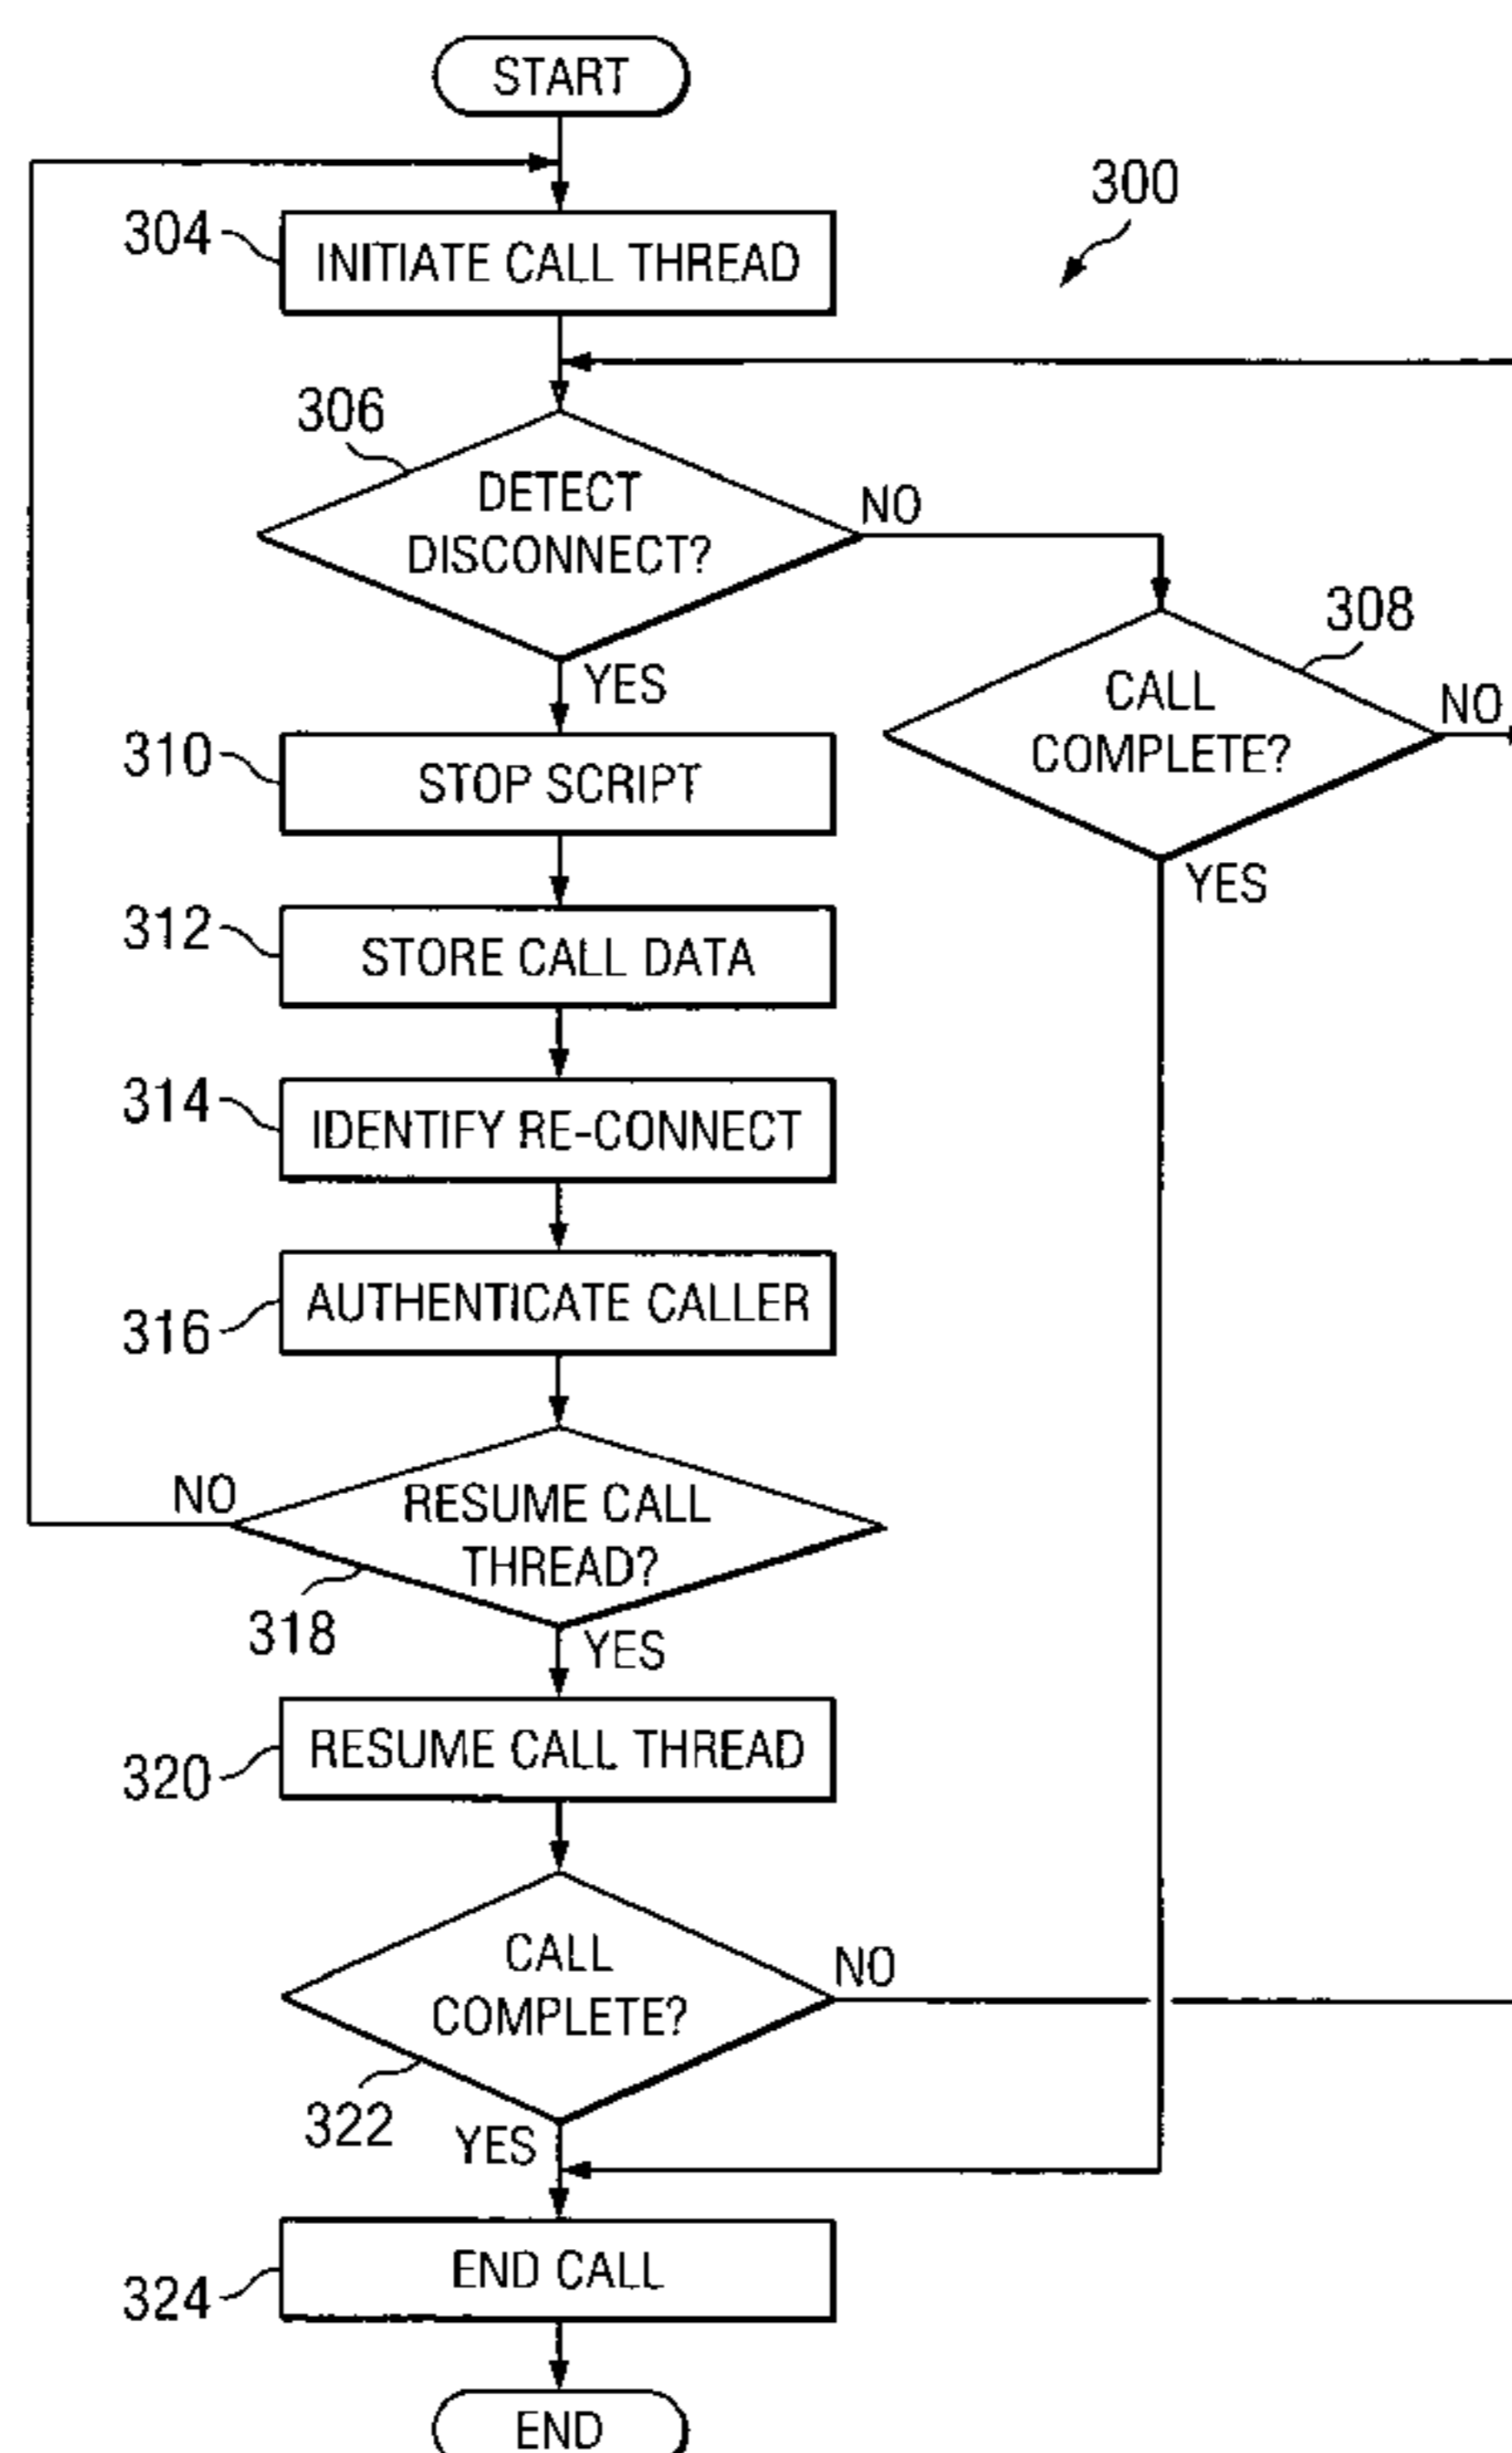 START
300
304
INITIATE CALL THREAD
306
DETECT
DISCONNECT?
NO
YES
308
CALL
COMPLETE?
NO
YES
310
STOP SCRIPT
312
STORE CALL DATA
314
IDENTIFY RE-CONNECT
316
AUTHENTICATE CALLER
NO
RESUME CALL
THREAD?
318
YES
320
RESUME CALL THREAD
CALL
COMPLETE?
NO
322
YES
324
END CALL
END